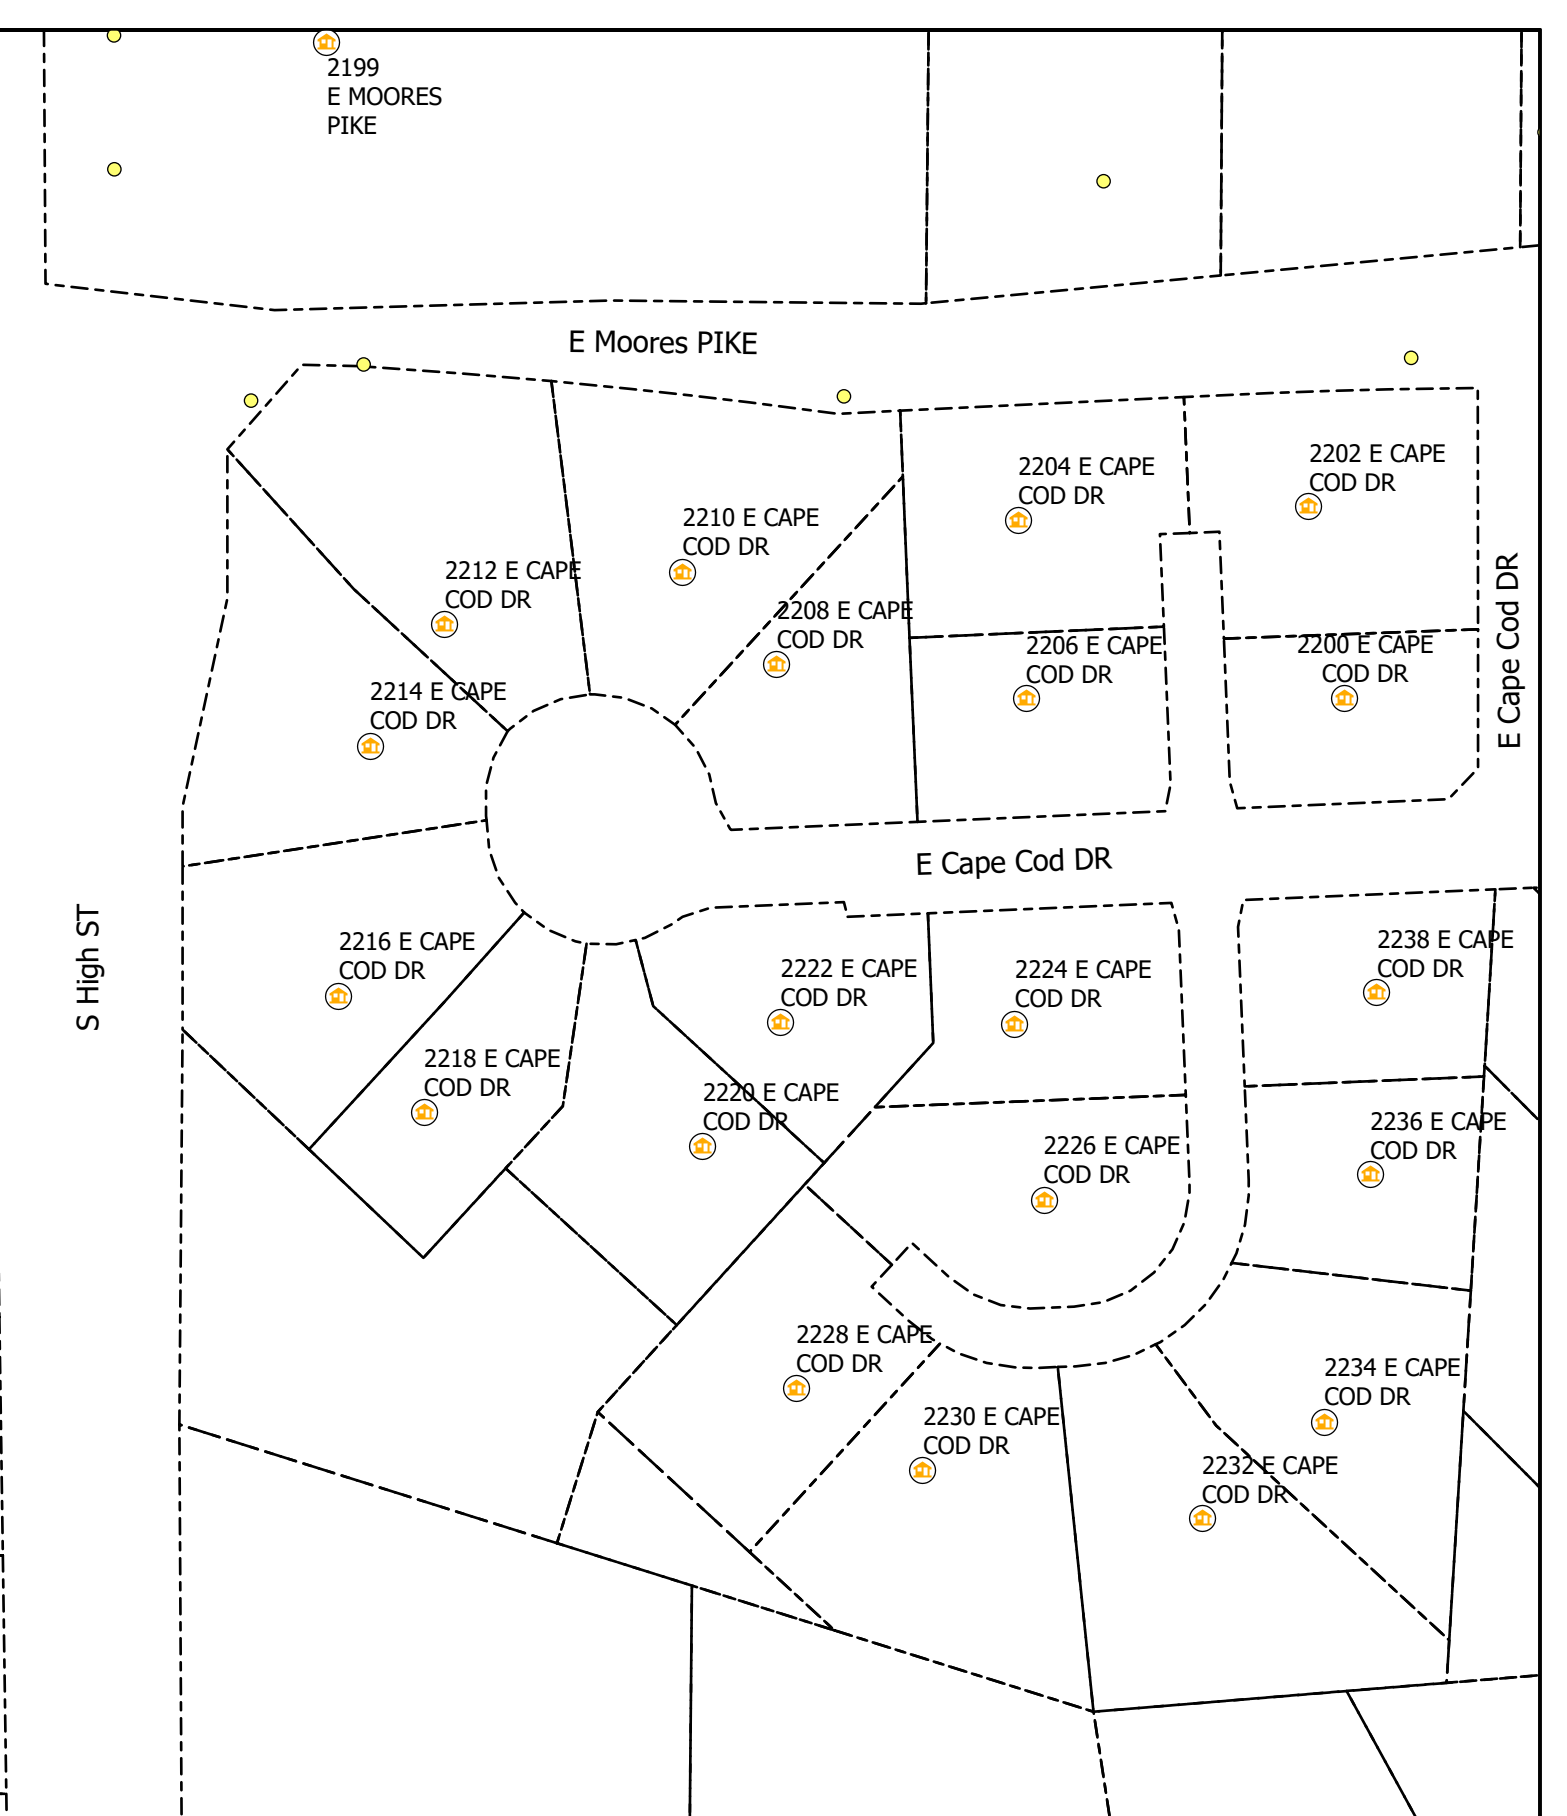 2199
E MOORES
PIKE
E Moores PIKE
2202 E CAPE
COD DR
2204 E CAPE
COD DR
2210 E CAPE
COD DR
2212 E CAPE
COD DR
2208 E CAPE
COD DR
2206 E CAPE
COD DR
2200 E CAPE
COD DR
E Cape Cod DR
2214 E CAPE
COD DR
E Cape Cod DR
S High ST
2216 E CAPE
COD DR
2222 E CAPE
COD DR
2224 E CAPE
COD DR
2238 E CAPE
COD DR
2218 E CAPE
COD DR
2220 E CAPE
COD DR
2236 E CAPE
COD DR
2226 E CAPE
COD DR
2228 E CAPE
COD DR
2234 E CAPE
COD DR
2230 E CAPE
COD DR
2232 E CAPE
COD DR